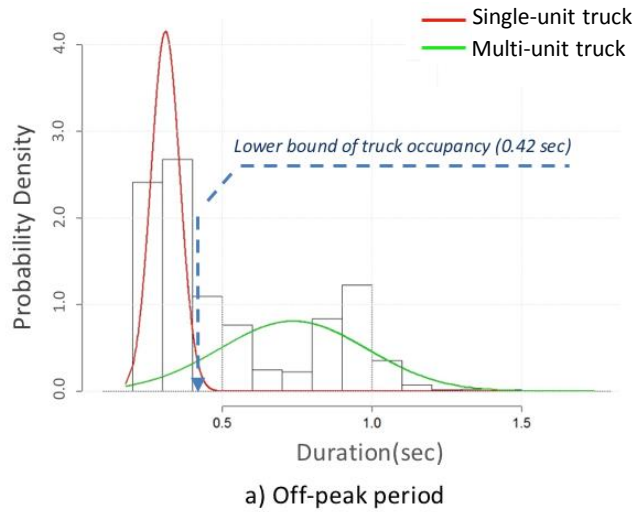 Single-unit truck
Multi-unit truck
4.0
3.0
2.0
1.0
0.0
Probability Density
Lower bound of truck occupancy (0.42 sec)
0.5
1.0
1.5
Duration(sec)
a) Off-peak period